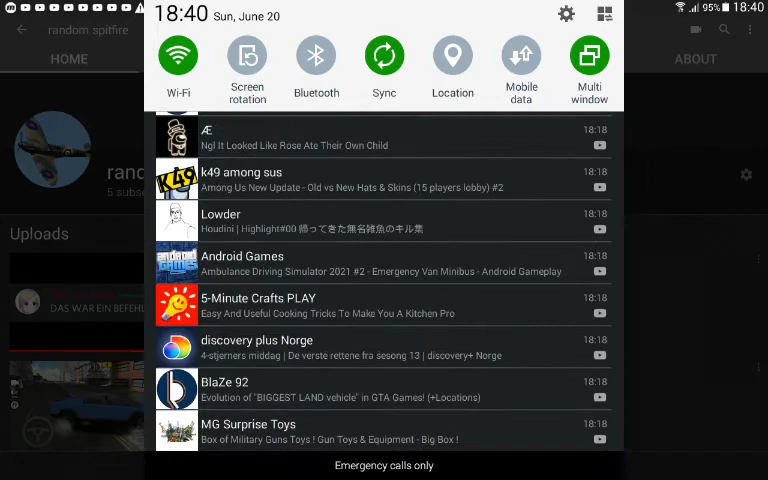 18:40 Sun, June 20
95% 18:40
random spitfire
HOME
ABOUT
Wi-Fi
Screen rotation
Bluetooth
Sync
Location
Mobile data
Multi window
rand
5 subsc
Uploads
DAS WAR EIN BEFEHL
Æ
18:18
Ngl It Looked Like Rose Ate Their Own Child
K49
k49 among sus
18:18
Among Us New Update - Old vs New Hats & Skins (15 players lobby) #2
Lowder
18:18
Houdini | Highlight#00 帰ってきた無名雑魚のキル集
ANDROID GAMES
Android Games
18:18
Ambulance Driving Simulator 2021 #2 - Emergency Van Minibus - Android Gameplay
5-Minute Crafts PLAY
18:18
Easy And Useful Cooking Tricks To Make You A Kitchen Pro
discovery plus Norge
18:18
4-stjerners middag | De verste rettene fra sesong 13 | discovery+ Norge
BlaZe 92
18:18
Evolution of "BIGGEST LAND vehicle" in GTA Games! (+Locations)
MG Surprise Toys
18:18
Box of Military Guns Toys ! Gun Toys & Equipment - Big Box !
Emergency calls only